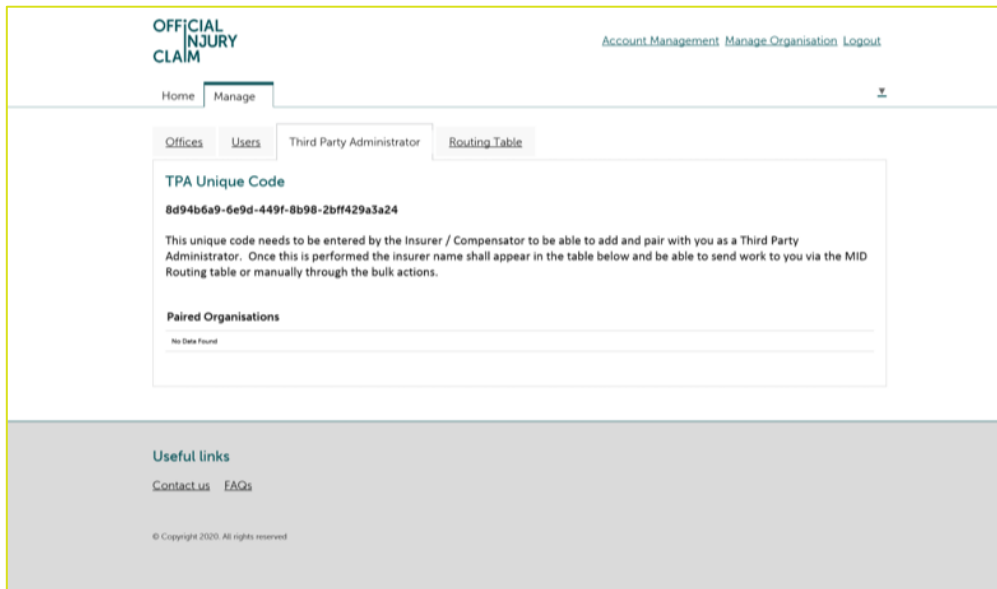 OFFICIAL
INJURY
CLAIM
Account Management Manage Organisation Logout
Home Manage
Offices Users Third Party Administrator Routing Table
TPA Unique Code
8d94b6a9-6e9d-449f-8b98-2bff429a3a24
This unique code needs to be entered by the Insurer / Compensator to be able to add and pair with you as a Third Party
Administrator. Once this is performed the insurer name shall appear in the table below and be able to send work to you via the MID
Routing table or manually through the bulk actions.
Paired Organisations
No Data Found
Useful links
Contact us FAQs
© Copyright 2020. All rights reserved